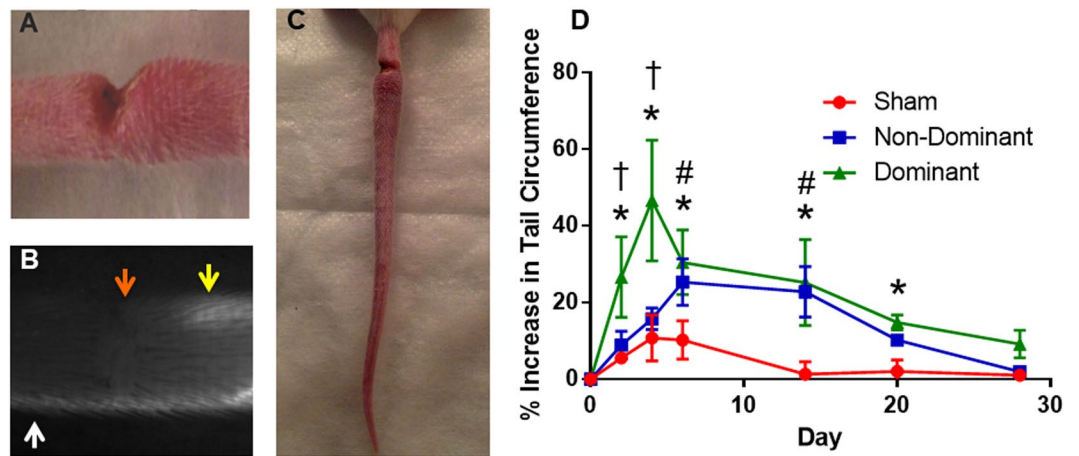 A
B
C
D
% Increase in Tail Circumference
80
60
40
20
0
†
*
†
*
#
*
#
*
*
Sham
Non-Dominant
Dominant
0
10
20
30
Day